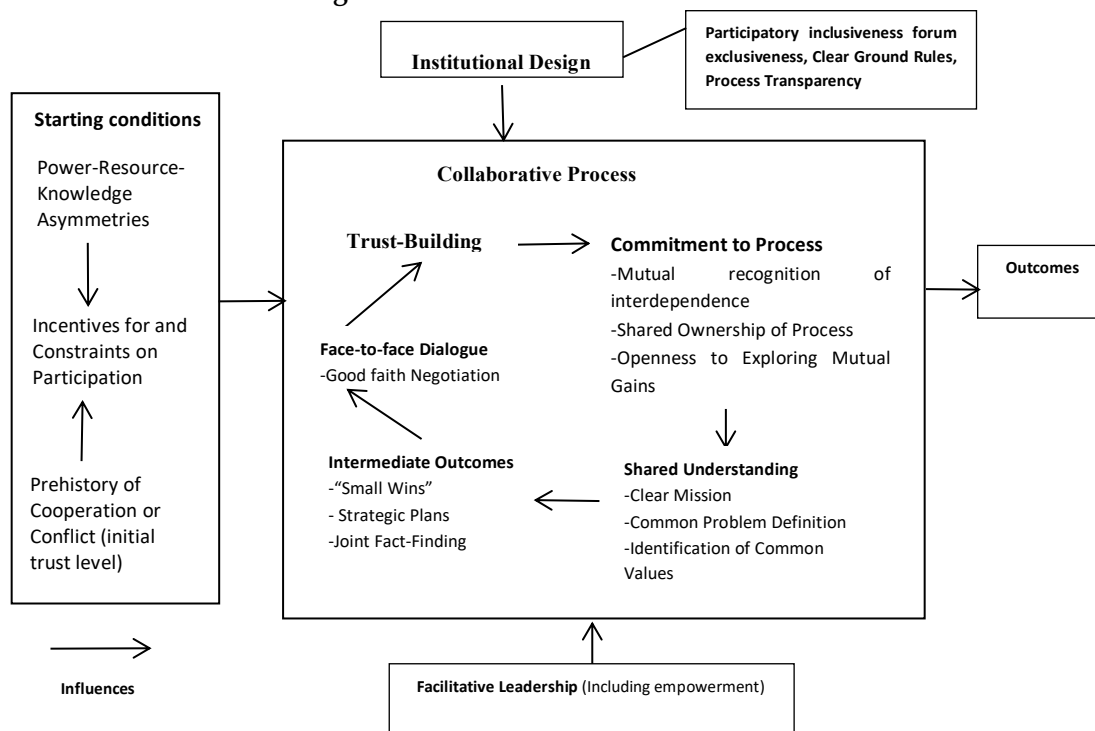 Institutional Design
Participatory inclusiveness forum
exclusiveness, Clear Ground Rules,
Process Transparency
Starting conditions
Power-Resource-
Knowledge
Asymmetries
Incentives for and
Constraints on
Participation
Prehistory of
Cooperation or
Conflict (initial
trust level)
Collaborative Process
Trust-Building
Commitment to Process
-Mutual recognition of
interdependence
-Shared Ownership of Process
-Openness to Exploring Mutual
Gains
Face-to-face Dialogue
-Good faith Negotiation
Intermediate Outcomes
-“Small Wins”
- Strategic Plans
-Joint Fact-Finding
Shared Understanding
-Clear Mission
-Common Problem Definition
-Identification of Common
Values
Outcomes
Influences
Facilitative Leadership (Including empowerment)